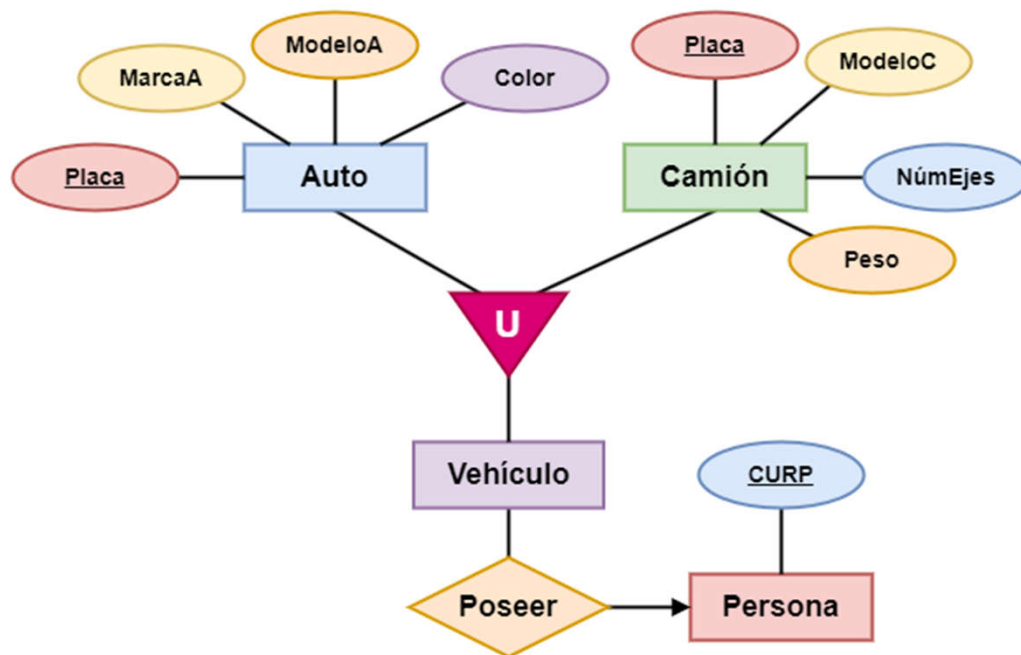 ModeloA
MarcaA
Color
Placa
Auto
Placa
ModeloC
Camión
NúmEjes
Peso
U
Vehículo
CURP
Poseer
Persona